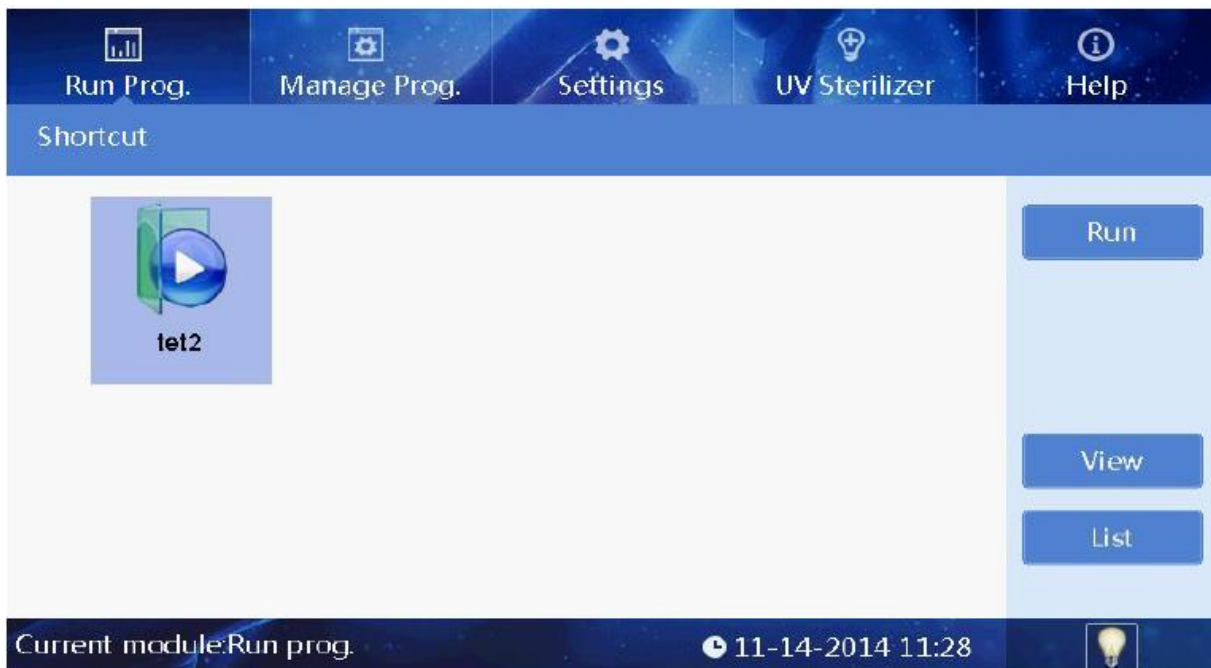 Run Prog.
Manage Prog.
Settings
UV Sterilizer
Help
Shortcut
tet2
Run
View
List
Current module:Run prog.
11-14-2014 11:28